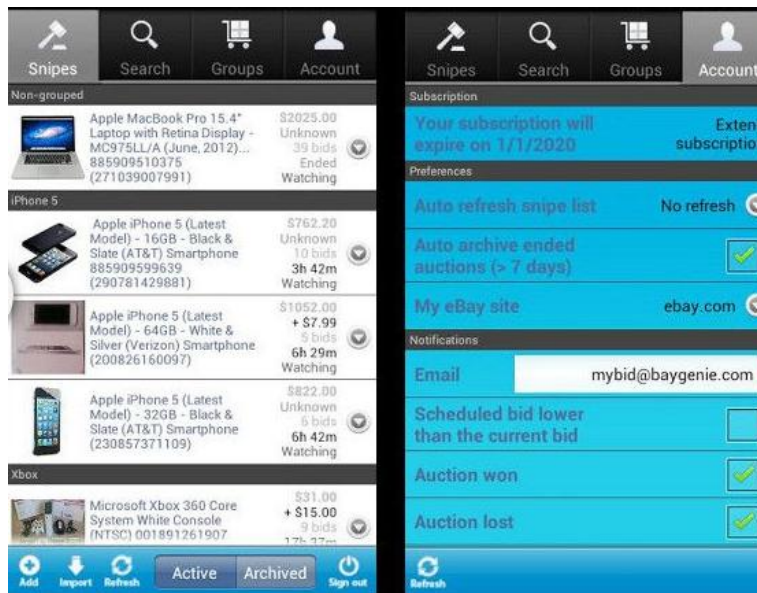 Snipes
Search
Groups
Account
Non-grouped
Apple MacBook Pro 15.4"
Laptop with Retina Display -
MC975LL/A (June, 2012)...
885909510375
(271039007991)
$2025.00
Unknown
39 bids
Ended
Watching
iPhone 5
Apple iPhone 5 (Latest
Model) - 16GB - Black &
Slate (AT&T) Smartphone
885909599639
(290781429881)
$762.20
Unknown
10 bids
3h 42m
Watching
Apple iPhone 5 (Latest
Model) - 64GB - White &
Silver (Verizon) Smartphone
(200826160097)
$1052.00
+ $7.99
5 bids
6h 29m
Watching
Apple iPhone 5 (Latest
Model) - 32GB - Black &
Slate (AT&T) Smartphone
(230857371109)
$822.00
Unknown
6 bids
6h 42m
Watching
Xbox
Microsoft Xbox 360 Core
System White Console
(NTSC) 001891261907
$31.00
+ $15.00
9 bids
17h 37m
Add
Import
Refresh
Active
Archived
Sign out
Snipes
Search
Groups
Account
Subscription
Your subscription will
expire on 1/1/2020
Exten
subscriptio
Preferences
Auto refresh snipe list
No refresh
Auto archive ended
auctions (> 7 days)
My eBay site
ebay.com
Notifications
Email
mybid@baygenie.com
Scheduled bid lower
than the current bid
Auction won
Auction lost
Refresh